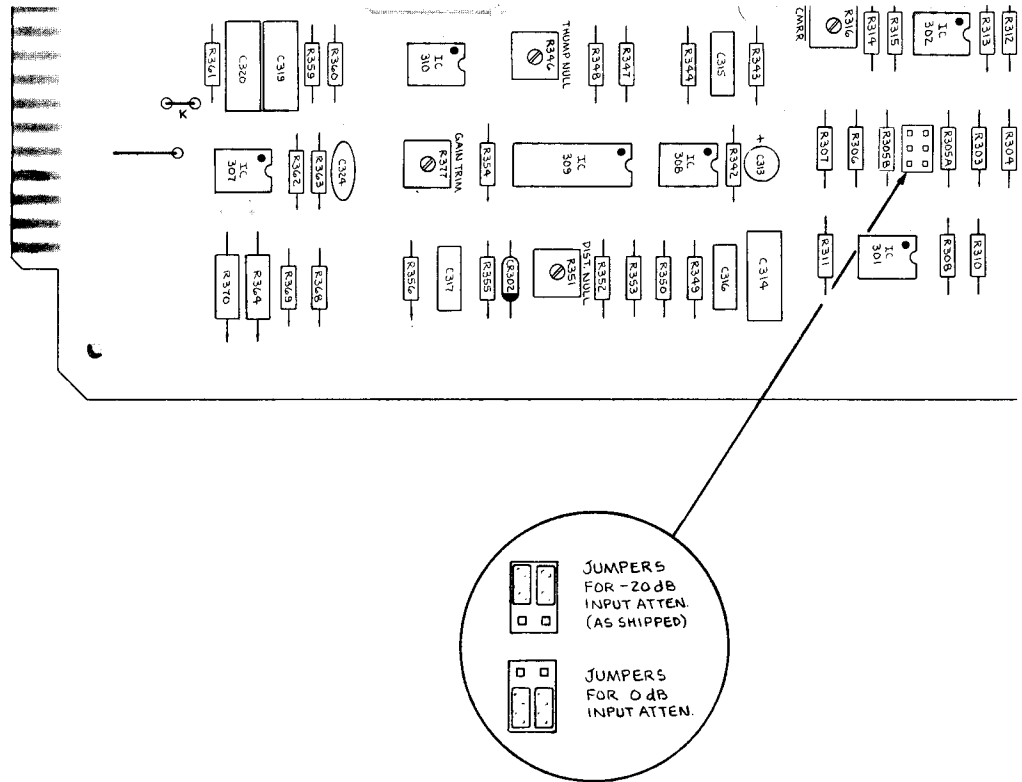 R361
C320
C319
R359
R360
IC
310
R346
THUMP NULL
R348
R347
R344
C315
R343
CMRR
R316
R314
R315
IC
302
R313
R312
K
IC
307
R362
R363
C324
R377
GAIN TRIM
R354
IC
309
IC
308
R342
+
C313
R307
R306
R305B
R305A
R303
R304
R370
R364
R369
R368
R356
C317
R355
CR302
R351
DIST. NULL
R352
R353
R350
R349
C316
C314
R311
IC
301
R308
R310
JUMPERS
FOR -20dB
INPUT ATTEN.
(AS SHIPPED)
JUMPERS
FOR 0dB
INPUT ATTEN.